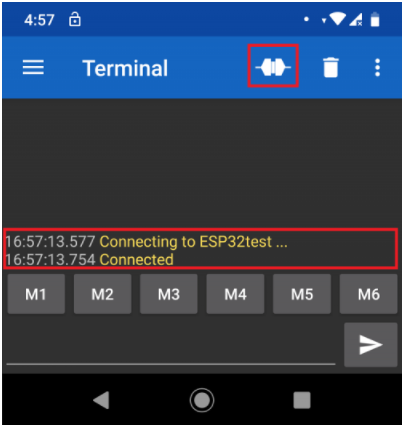 4:57
Terminal
16:57:13.577 Connecting to ESP32test ...
16:57:13.754 Connected
M1 M2 M3 M4 M5 M6